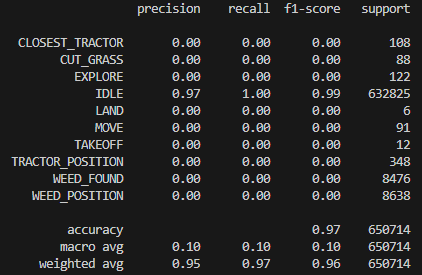 precision recall f1-score support
CLOSEST_TRACTOR 0.00 0.00 0.00 108
CUT_GRASS 0.00 0.00 0.00 88
EXPLORE 0.00 0.00 0.00 122
IDLE 0.97 1.00 0.99 632825
LAND 0.00 0.00 0.00 6
MOVE 0.00 0.00 0.00 91
TAKEOFF 0.00 0.00 0.00 12
TRACTOR_POSITION 0.00 0.00 0.00 348
WEED_FOUND 0.00 0.00 0.00 8476
WEED_POSITION 0.00 0.00 0.00 8638
accuracy 0.97 650714
macro avg 0.10 0.10 0.10 650714
weighted avg 0.95 0.97 0.96 650714